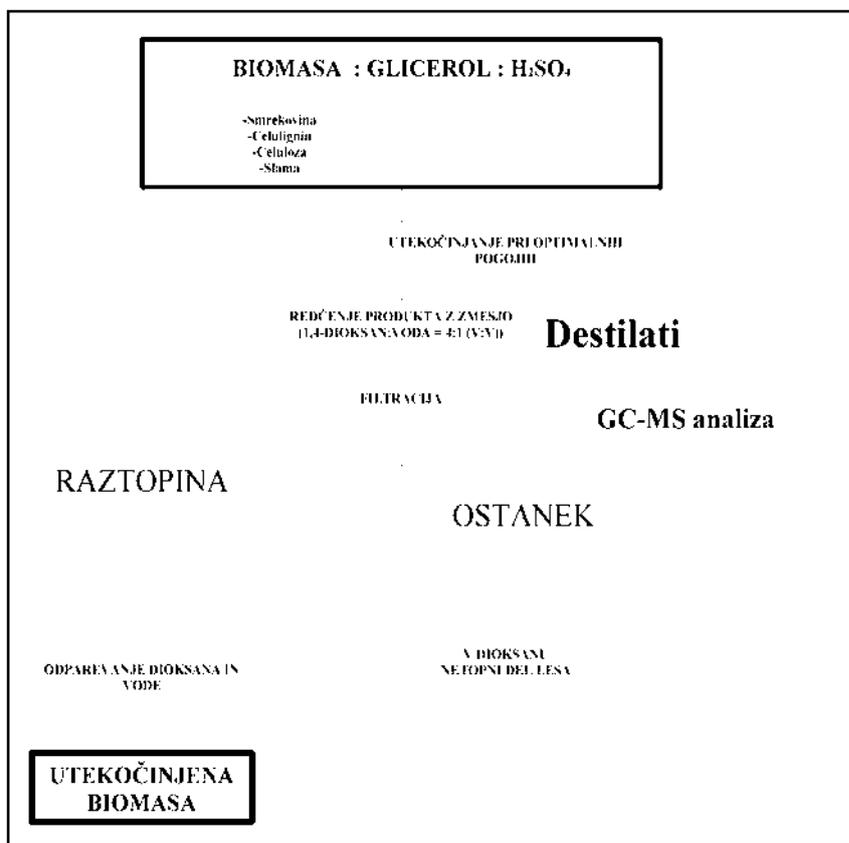 BIOMASA : GLICEROL : H₂SO₄
-Smrekovina
-Celulignin
-Celuloza
-Slama
UTEKOČINJANJE PRI OPTIMALNIH
POGOJIH
REDČENJE PRODUKTA Z ZMESJO
(1,4-DIOKSAN:VODA = 4:1 (V:V))
Destilati
FILTRACIJA
GC-MS analiza
RAZTOPINA
OSTANEK
ODPAREVANJE DIOKSANA IN
VODE
V DIOKSANU
NETOPNI DEL LESA
UTEKOČINJENA
BIOMASA